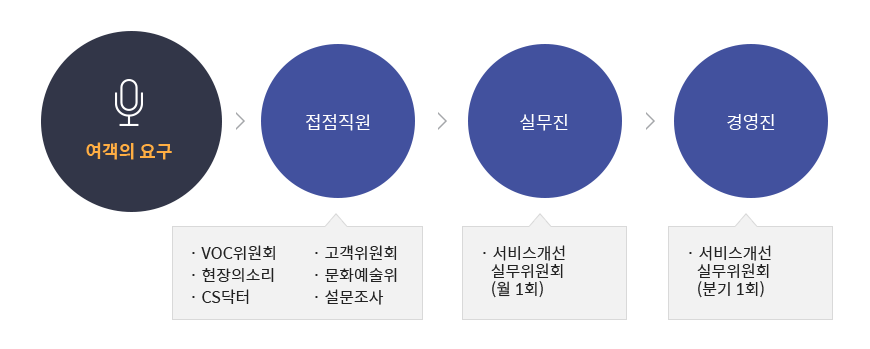 여객의 요구
접점직원
실무진
경영진
· VOC위원회
· 현장의소리
· CS닥터
· 고객위원회
· 문화예술위
· 설문조사
· 서비스개선
실무위원회
(월 1회)
· 서비스개선
실무위원회
(분기 1회)